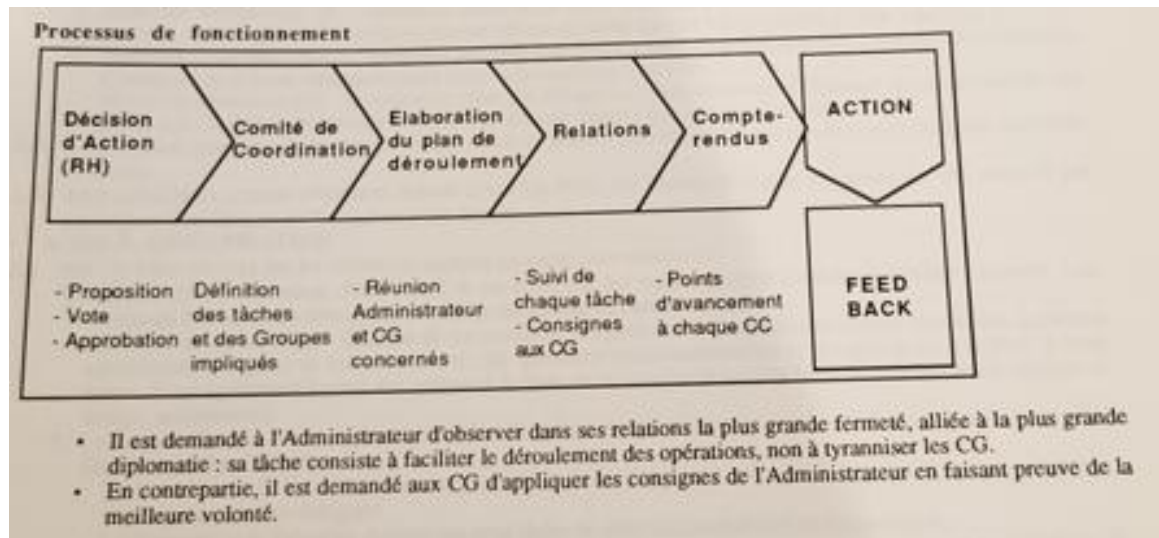 Processus de fonctionnement
Décision
d'Action
(RH)
Comité de
Coordination
Elaboration
du plan de
déroulement
Relations
Compte-
rendus
ACTION
- Proposition
- Vote
- Approbation
Définition
des tâches
et des Groupes
impliqués
- Réunion
Administrateur
et CG
concernés
- Suivi de
chaque tâche
- Consignes
aux CG
- Points
d'avancement
à chaque CC
FEED
BACK
• Il est demandé à l'Administrateur d'observer dans ses relations la plus grande fermeté, alliée à la plus grande
diplomatie : sa tâche consiste à faciliter le déroulement des opérations, non à tyranniser les CG.
• En contrepartie, il est demandé aux CG d'appliquer les consignes de l'Administrateur en faisant preuve de la
meilleure volonté.